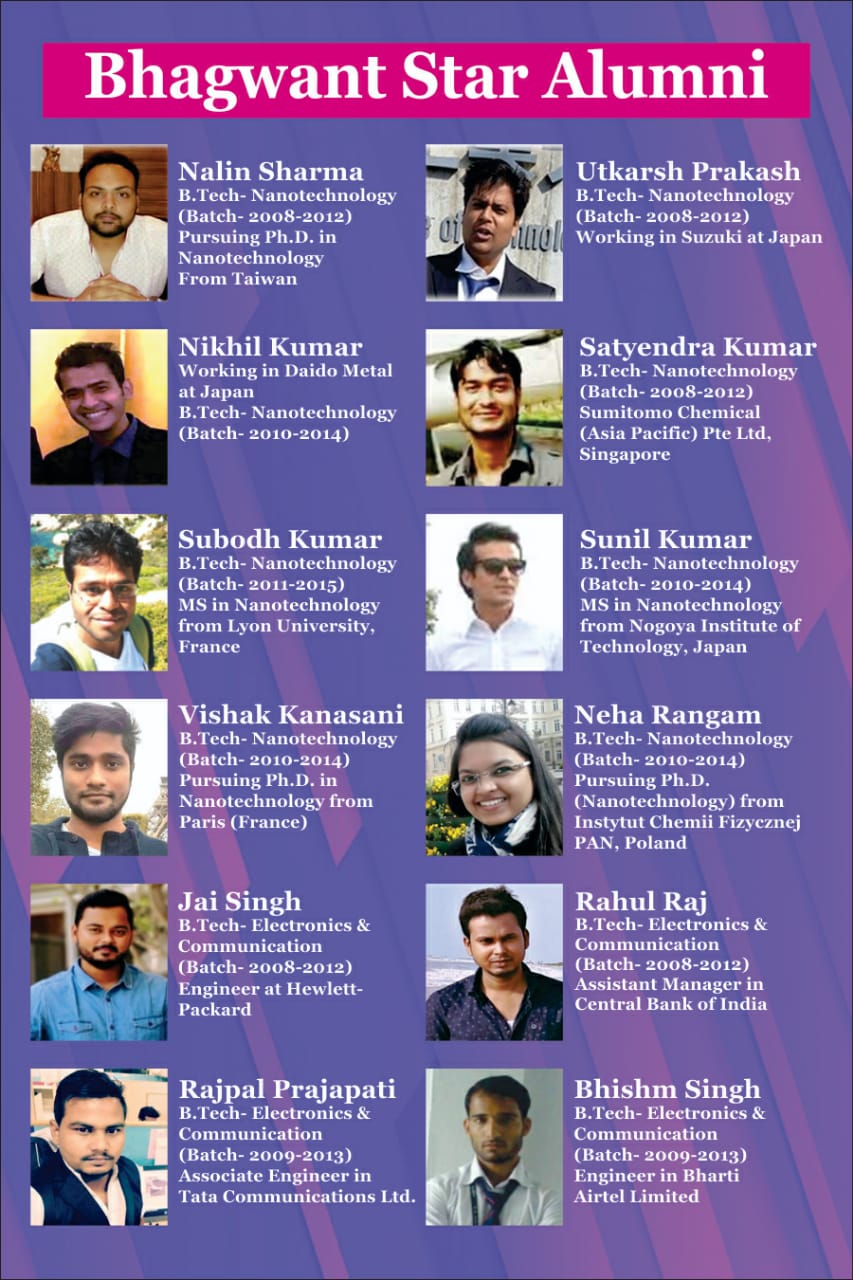 Bhagwant Star Alumni
Nalin Sharma
B.Tech- Nanotechnology
(Batch- 2008-2012)
Pursuing Ph.D. in
Nanotechnology
From Taiwan
Utkarsh Prakash
B.Tech- Nanotechnology
(Batch- 2008-2012)
Working in Suzuki at Japan
Nikhil Kumar
Working in Daido Metal
at Japan
B.Tech- Nanotechnology
(Batch- 2010-2014)
Satyendra Kumar
B.Tech- Nanotechnology
(Batch- 2008-2012)
Sumitomo Chemical
(Asia Pacific) Pte Ltd,
Singapore
Subodh Kumar
B.Tech- Nanotechnology
(Batch- 2011-2015)
MS in Nanotechnology
from Lyon University,
France
Sunil Kumar
B.Tech- Nanotechnology
(Batch- 2010-2014)
MS in Nanotechnology
from Nogoya Institute of
Technology, Japan
Vishak Kanasani
B.Tech- Nanotechnology
(Batch- 2010-2014)
Pursuing Ph.D. in
Nanotechnology from
Paris (France)
Neha Rangam
B.Tech- Nanotechnology
(Batch- 2010-2014)
Pursuing Ph.D.
(Nanotechnology) from
Instytut Chemii Fizycznej
PAN, Poland
Jai Singh
B.Tech- Electronics &
Communication
(Batch- 2008-2012)
Engineer at Hewlett-
Packard
Rahul Raj
B.Tech- Electronics &
Communication
(Batch- 2008-2012)
Assistant Manager in
Central Bank of India
Rajpal Prajapati
B.Tech- Electronics &
Communication
(Batch- 2009-2013)
Associate Engineer in
Tata Communications Ltd.
Bhishm Singh
B.Tech- Electronics &
Communication
(Batch- 2009-2013)
Engineer in Bharti
Airtel Limited